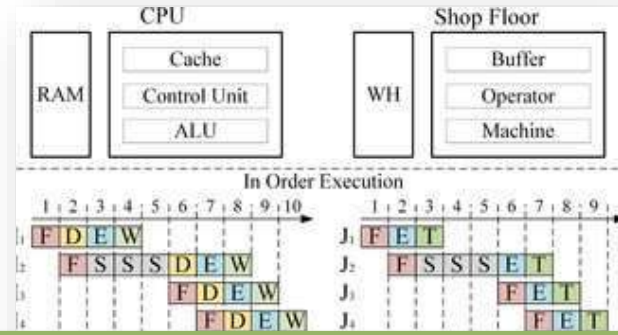 CPU
Shop Floor
RAM
Cache
Control Unit
ALU
WH
Buffer
Operator
Machine
In Order Execution
1 2 3 4 5 6 7 8 9 10
F D E W
F S S S D E W
F D E W
F D E W
1 2 3 4 5 6 7 8 9
J₁ F E T
J₂ F S S S E T
J₃ F E T
J₄ F E T